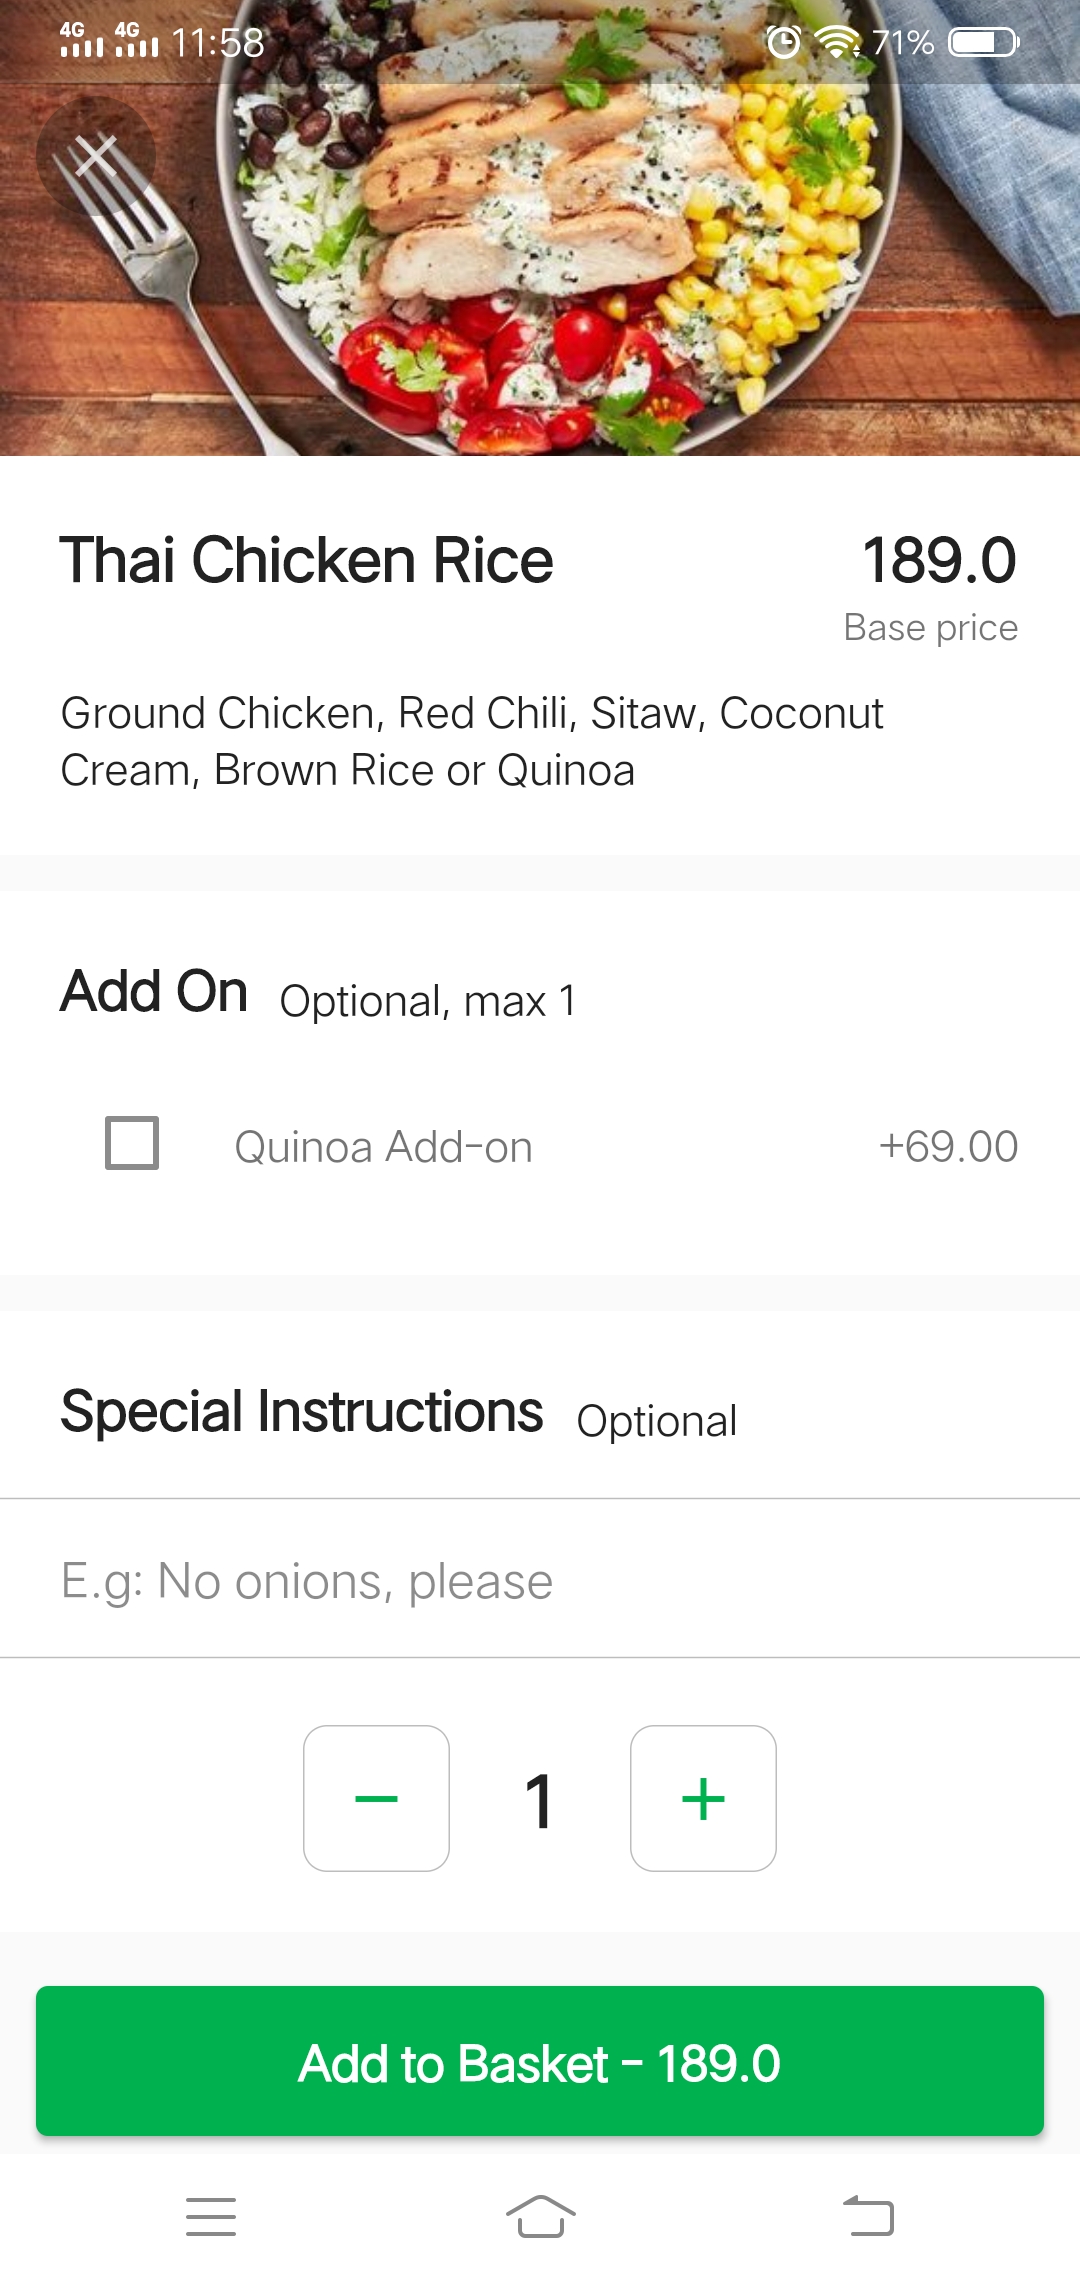 4G 4G 11:58 71%
Thai Chicken Rice 189.0
Base price
Ground Chicken, Red Chili, Sitaw, Coconut
Cream, Brown Rice or Quinoa
Add On Optional, max 1
Quinoa Add-on +69.00
Special Instructions Optional
E.g: No onions, please
1
Add to Basket - 189.0